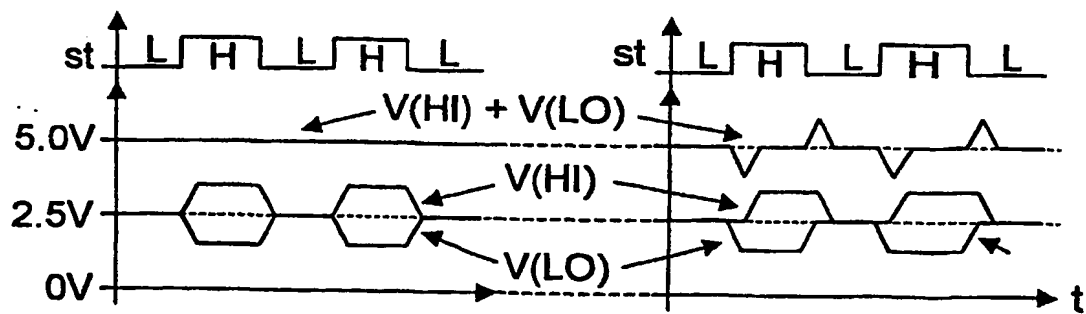 st L H L H L
st L H L H L
V(HI) + V(LO)
5.0V
V(HI)
2.5V
V(LO)
0V
t